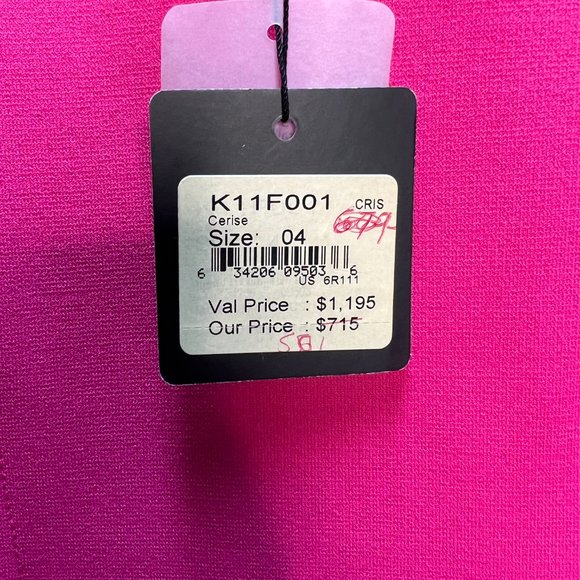 K11F001 CRIS
Cerise
Size: 04
6 34206 09503 6
US 6R111
Val Price : $1,195
Our Price : $715